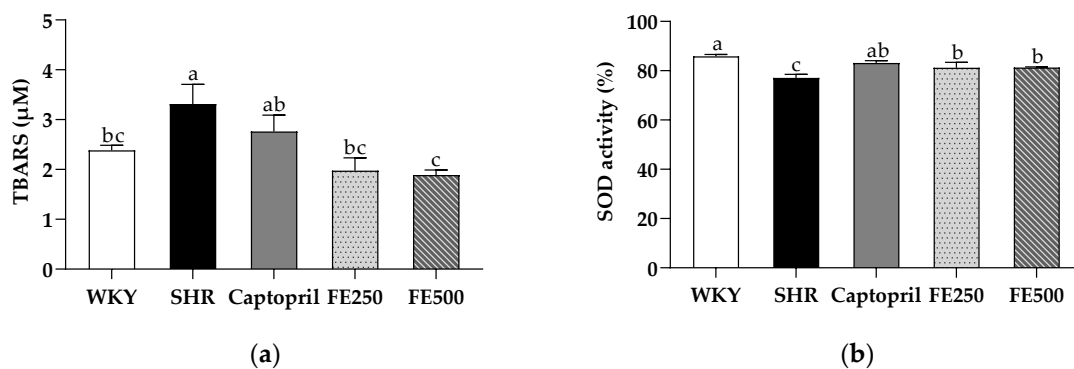 TBARS (µM)
5
4
3
2
1
0
bc
a
ab
bc
c
WKY SHR Captopril FE250 FE500
(a)
SOD activity (%)
100
80
60
40
20
0
a
c
ab
b
b
WKY SHR Captopril FE250 FE500
(b)